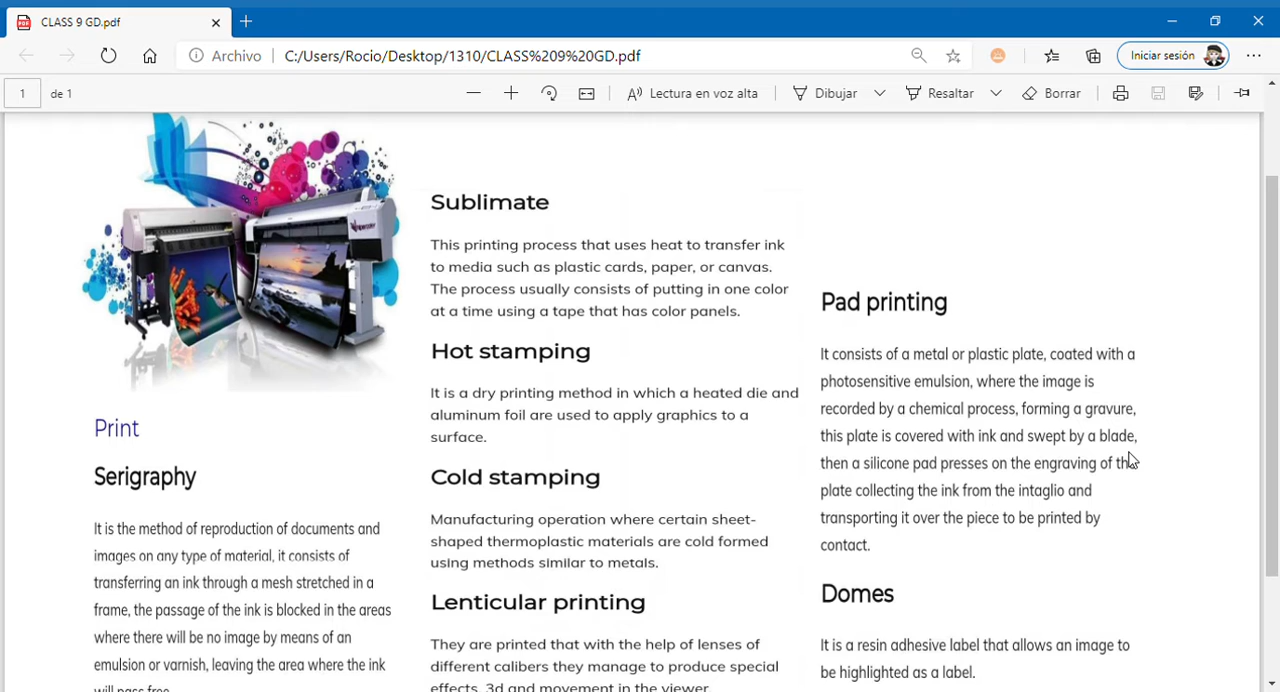 CLASS 9 GD.pdf
Archivo
C:/Users/Rocio/Desktop/1310/CLASS%209%20GD.pdf
Iniciar sesión
1
de 1
Lectura en voz alta
Dibujar
Resaltar
Borrar
Print
Serigraphy
It is the method of reproduction of documents and
images on any type of material, it consists of
transferring an ink through a mesh stretched in a
frame, the passage of the ink is blocked in the areas
where there will be no image by means of an
emulsion or varnish, leaving the area where the ink
will pass free.
Sublimate
This printing process that uses heat to transfer ink
to media such as plastic cards, paper, or canvas.
The process usually consists of putting in one color
at a time using a tape that has color panels.
Hot stamping
It is a dry printing method in which a heated die and
aluminum foil are used to apply graphics to a
surface.
Cold stamping
Manufacturing operation where certain sheet-
shaped thermoplastic materials are cold formed
using methods similar to metals.
Lenticular printing
They are printed that with the help of lenses of
different calibers they manage to produce special
effects, 3d and movement in the viewer.
Pad printing
It consists of a metal or plastic plate, coated with a
photosensitive emulsion, where the image is
recorded by a chemical process, forming a gravure,
this plate is covered with ink and swept by a blade,
then a silicone pad presses on the engraving of the
plate collecting the ink from the intaglio and
transporting it over the piece to be printed by
contact.
Domes
It is a resin adhesive label that allows an image to
be highlighted as a label.